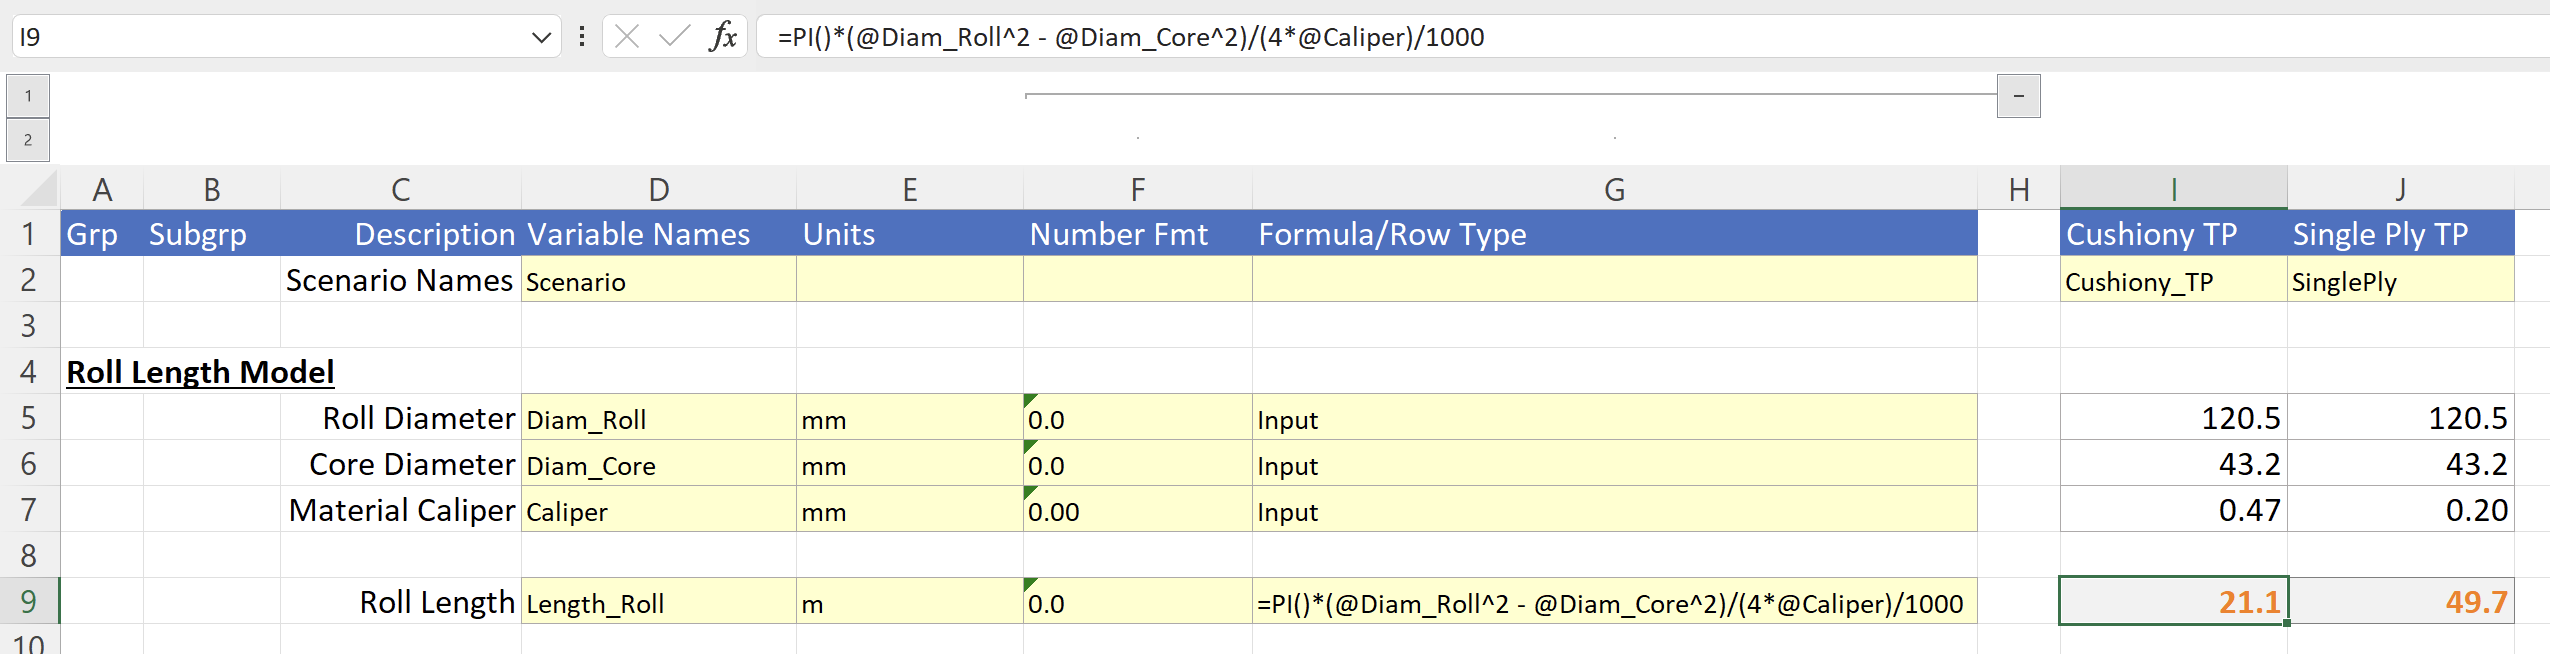 I9 fx =PI()*(@Diam_Roll^2 - @Diam_Core^2)/(4*@Caliper)/1000
1 −
2
A B C D E F G H I J
1 Grp Subgrp Description Variable Names Units Number Fmt Formula/Row Type Cushiony TP Single Ply TP
2 Scenario Names Scenario Cushiony_TP SinglePly
3
4 Roll Length Model
5 Roll Diameter Diam_Roll mm 0.0 Input 120.5 120.5
6 Core Diameter Diam_Core mm 0.0 Input 43.2 43.2
7 Material Caliper Caliper mm 0.00 Input 0.47 0.20
8
9 Roll Length Length_Roll m 0.0 =PI()*(@Diam_Roll^2 - @Diam_Core^2)/(4*@Caliper)/1000 21.1 49.7
10